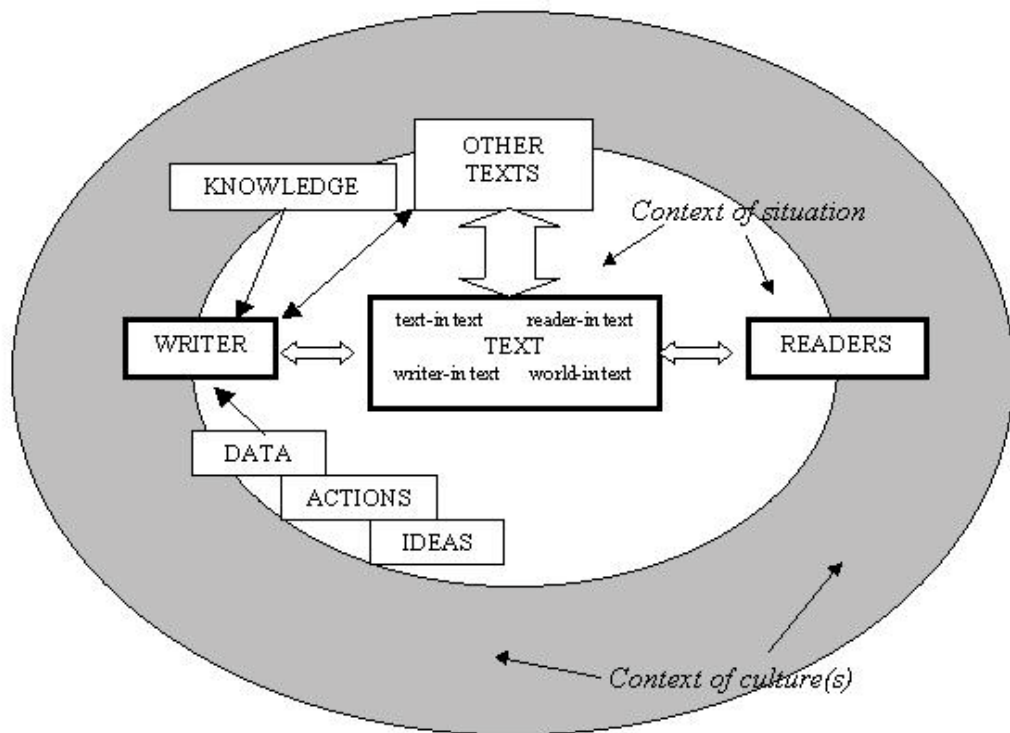 OTHER
TEXTS
KNOWLEDGE
Context of situation
text-in text reader-in text
TEXT
writer-in text world-in text
WRITER
READERS
DATA
ACTIONS
IDEAS
Context of culture(s)